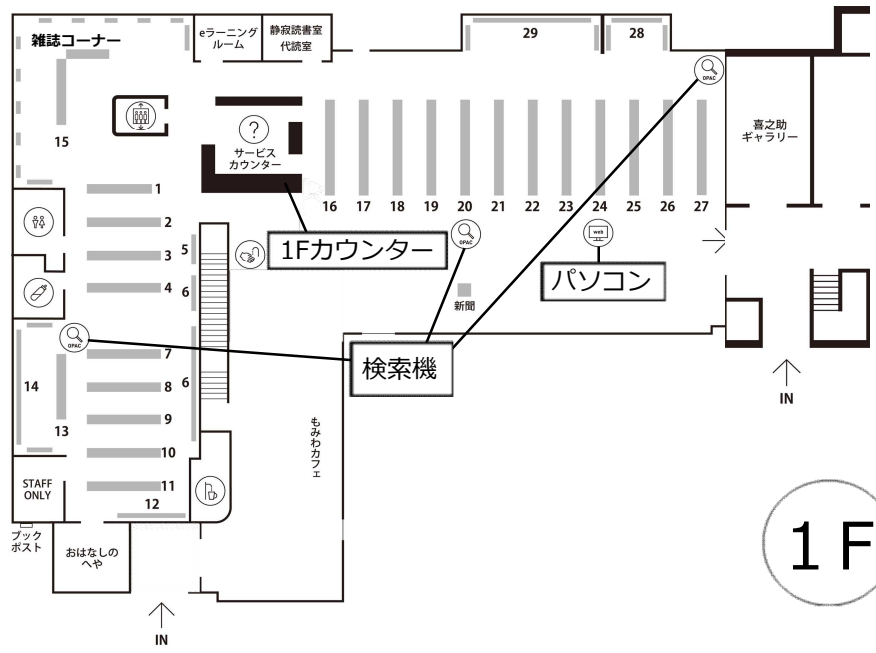 雑誌コーナー
eラーニング
ルーム
静寂読書室
代読室
29
28
OPAC
15
?
サービス
カウンター
喜之助
ギャラリー
1
2
3
4
5
6
16
17
18
19
20
21
22
23
24
25
26
27
1Fカウンター
OPAC
web
パソコン
新聞
OPAC
検索機
7
8
6
9
10
11
12
13
14
IN
もみわカフェ
STAFF
ONLY
ブック
ポスト
おはなしの
へや
IN
1F